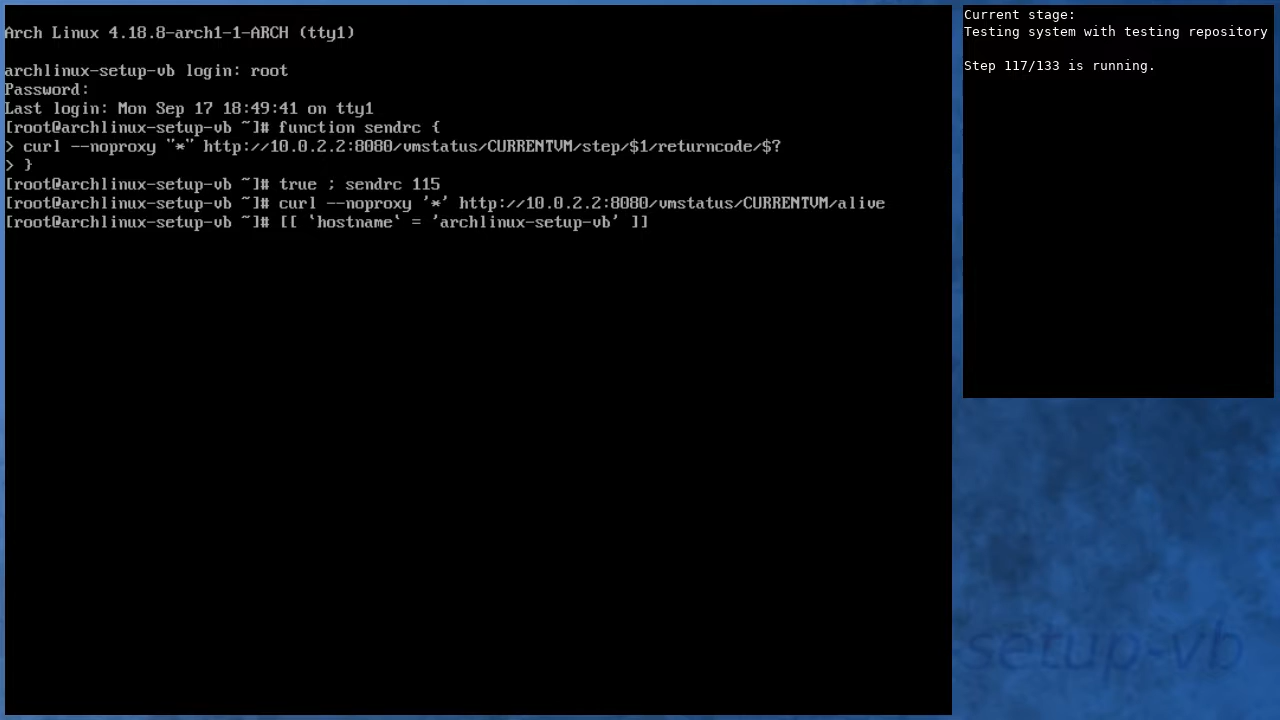 Arch Linux 4.18.8-arch1-1-ARCH (tty1)
archlinux-setup-vb login: root
Password:
Last login: Mon Sep 17 18:49:41 on tty1
[root@archlinux-setup-vb ~]# function sendrc {
> curl --noproxy "*" http://10.0.2.2:8080/vmstatus/CURRENTVM/step/$1/returncode/$?
> }
[root@archlinux-setup-vb ~]# true ; sendrc 115
[root@archlinux-setup-vb ~]# curl --noproxy '*' http://10.0.2.2:8080/vmstatus/CURRENTVM/alive
[root@archlinux-setup-vb ~]# [[ `hostname` = 'archlinux-setup-vb' ]]
Current stage:
Testing system with testing repository
Step 117/133 is running.
setup-vb